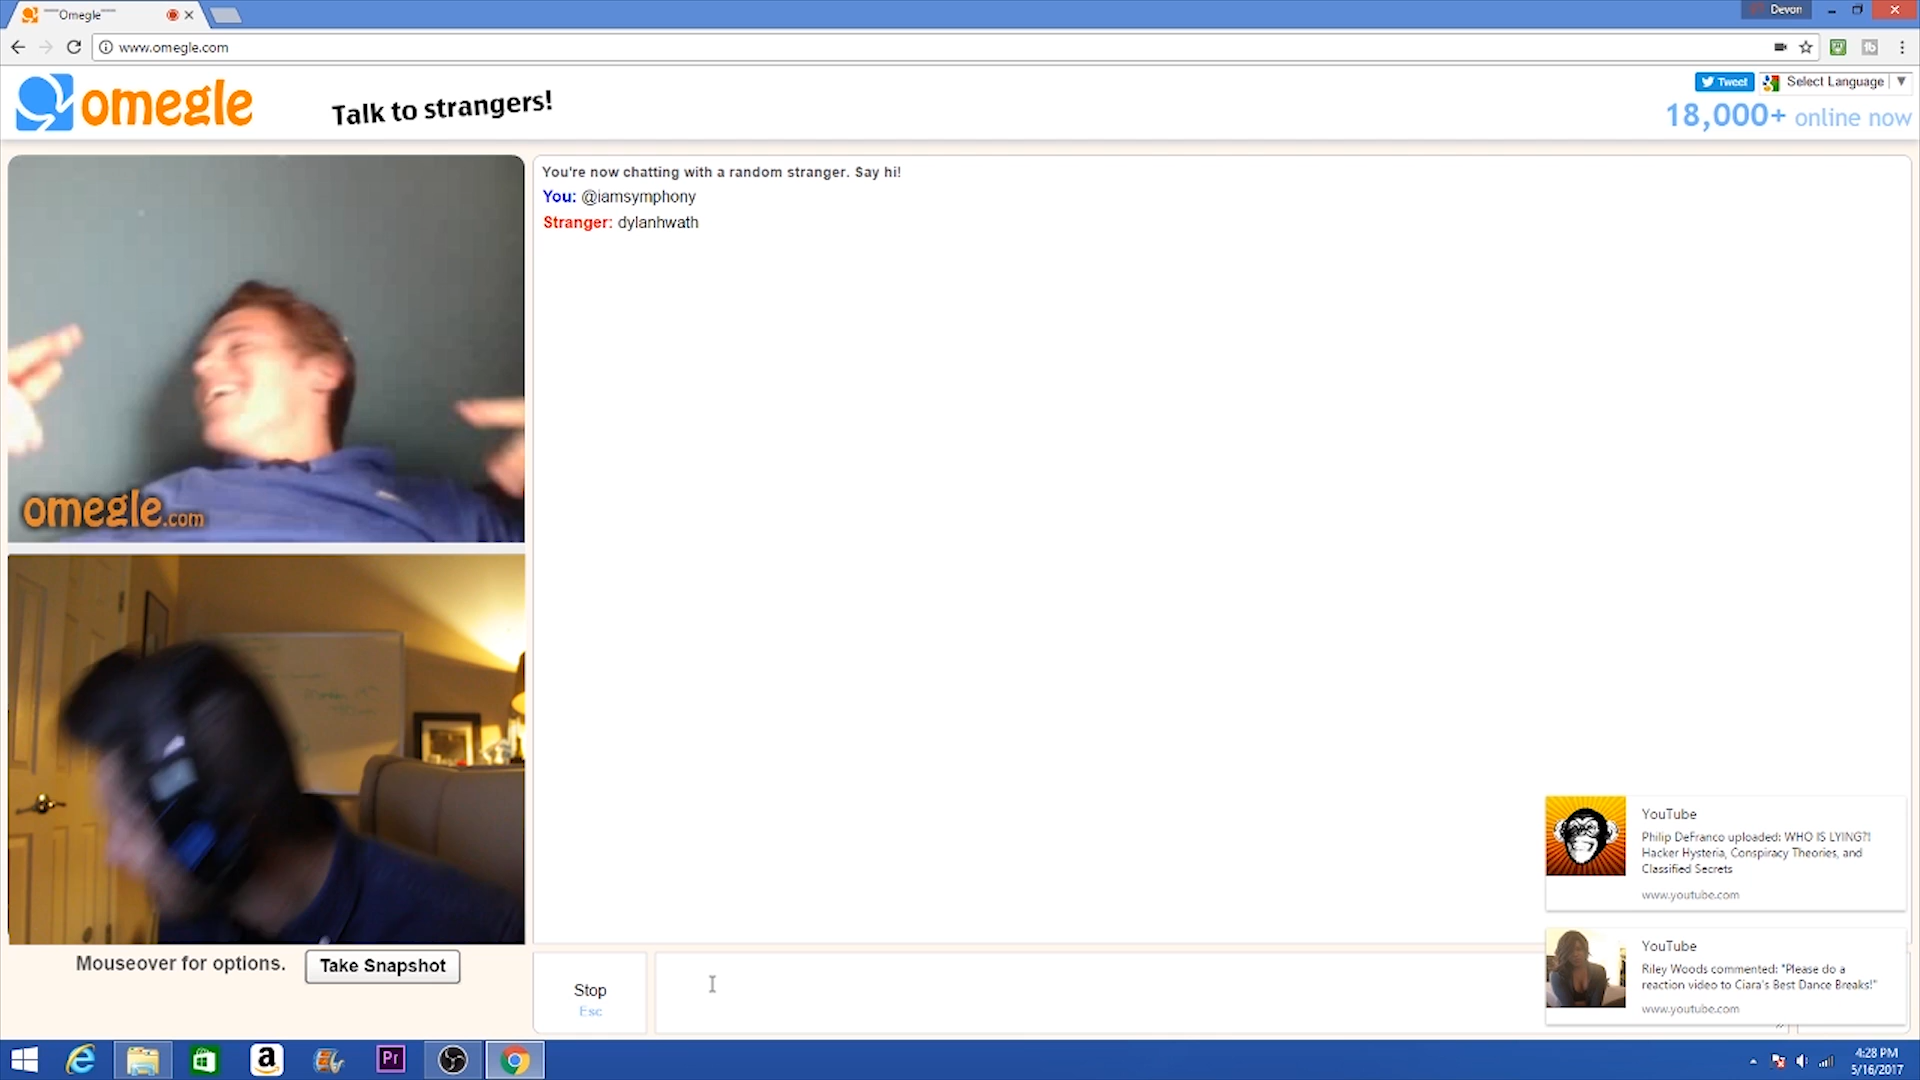 Omegle
Devon
www.omegle.com
omegle
Talk to strangers!
Tweet
Select Language
18,000+ online now
You're now chatting with a random stranger. Say hi!
You: @iamsymphony
Stranger: dylanhwath
omegle.com
YouTube
Philip DeFranco uploaded: WHO IS LYING?!
Hacker Hysteria, Conspiracy Theories, and
Classified Secrets
www.youtube.com
YouTube
Riley Woods commented: "Please do a
reaction video to Ciara's Best Dance Breaks!"
www.youtube.com
Mouseover for options.
Take Snapshot
Stop
Esc
a
Pr
4:28 PM
5/16/2017